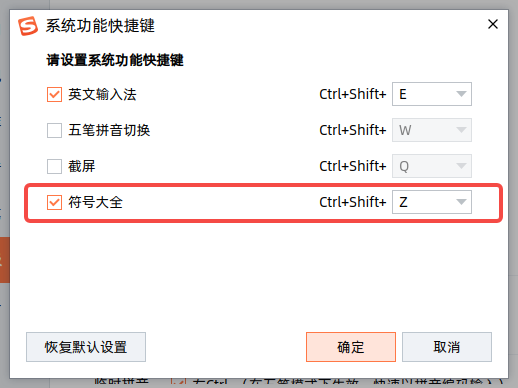 系统功能快捷键
请设置系统功能快捷键
英文输入法 Ctrl+Shift+ E
五笔拼音切换 Ctrl+Shift+ W
截屏 Ctrl+Shift+ Q
符号大全 Ctrl+Shift+ Z
恢复默认设置 确定 取消